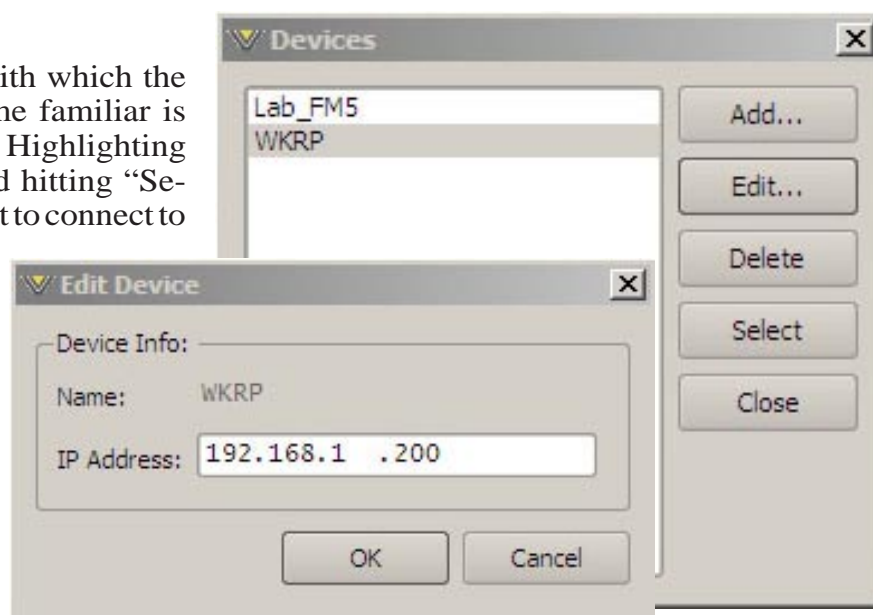 Devices
ith which the
ne familiar is
Highlighting
d hitting “Se-
t to connect to
Lab_FM5
WKRP
Add...
Edit...
Delete
Select
Close
Edit Device
Device Info:
Name: WKRP
IP Address: 192.168.1 .200
OK Cancel